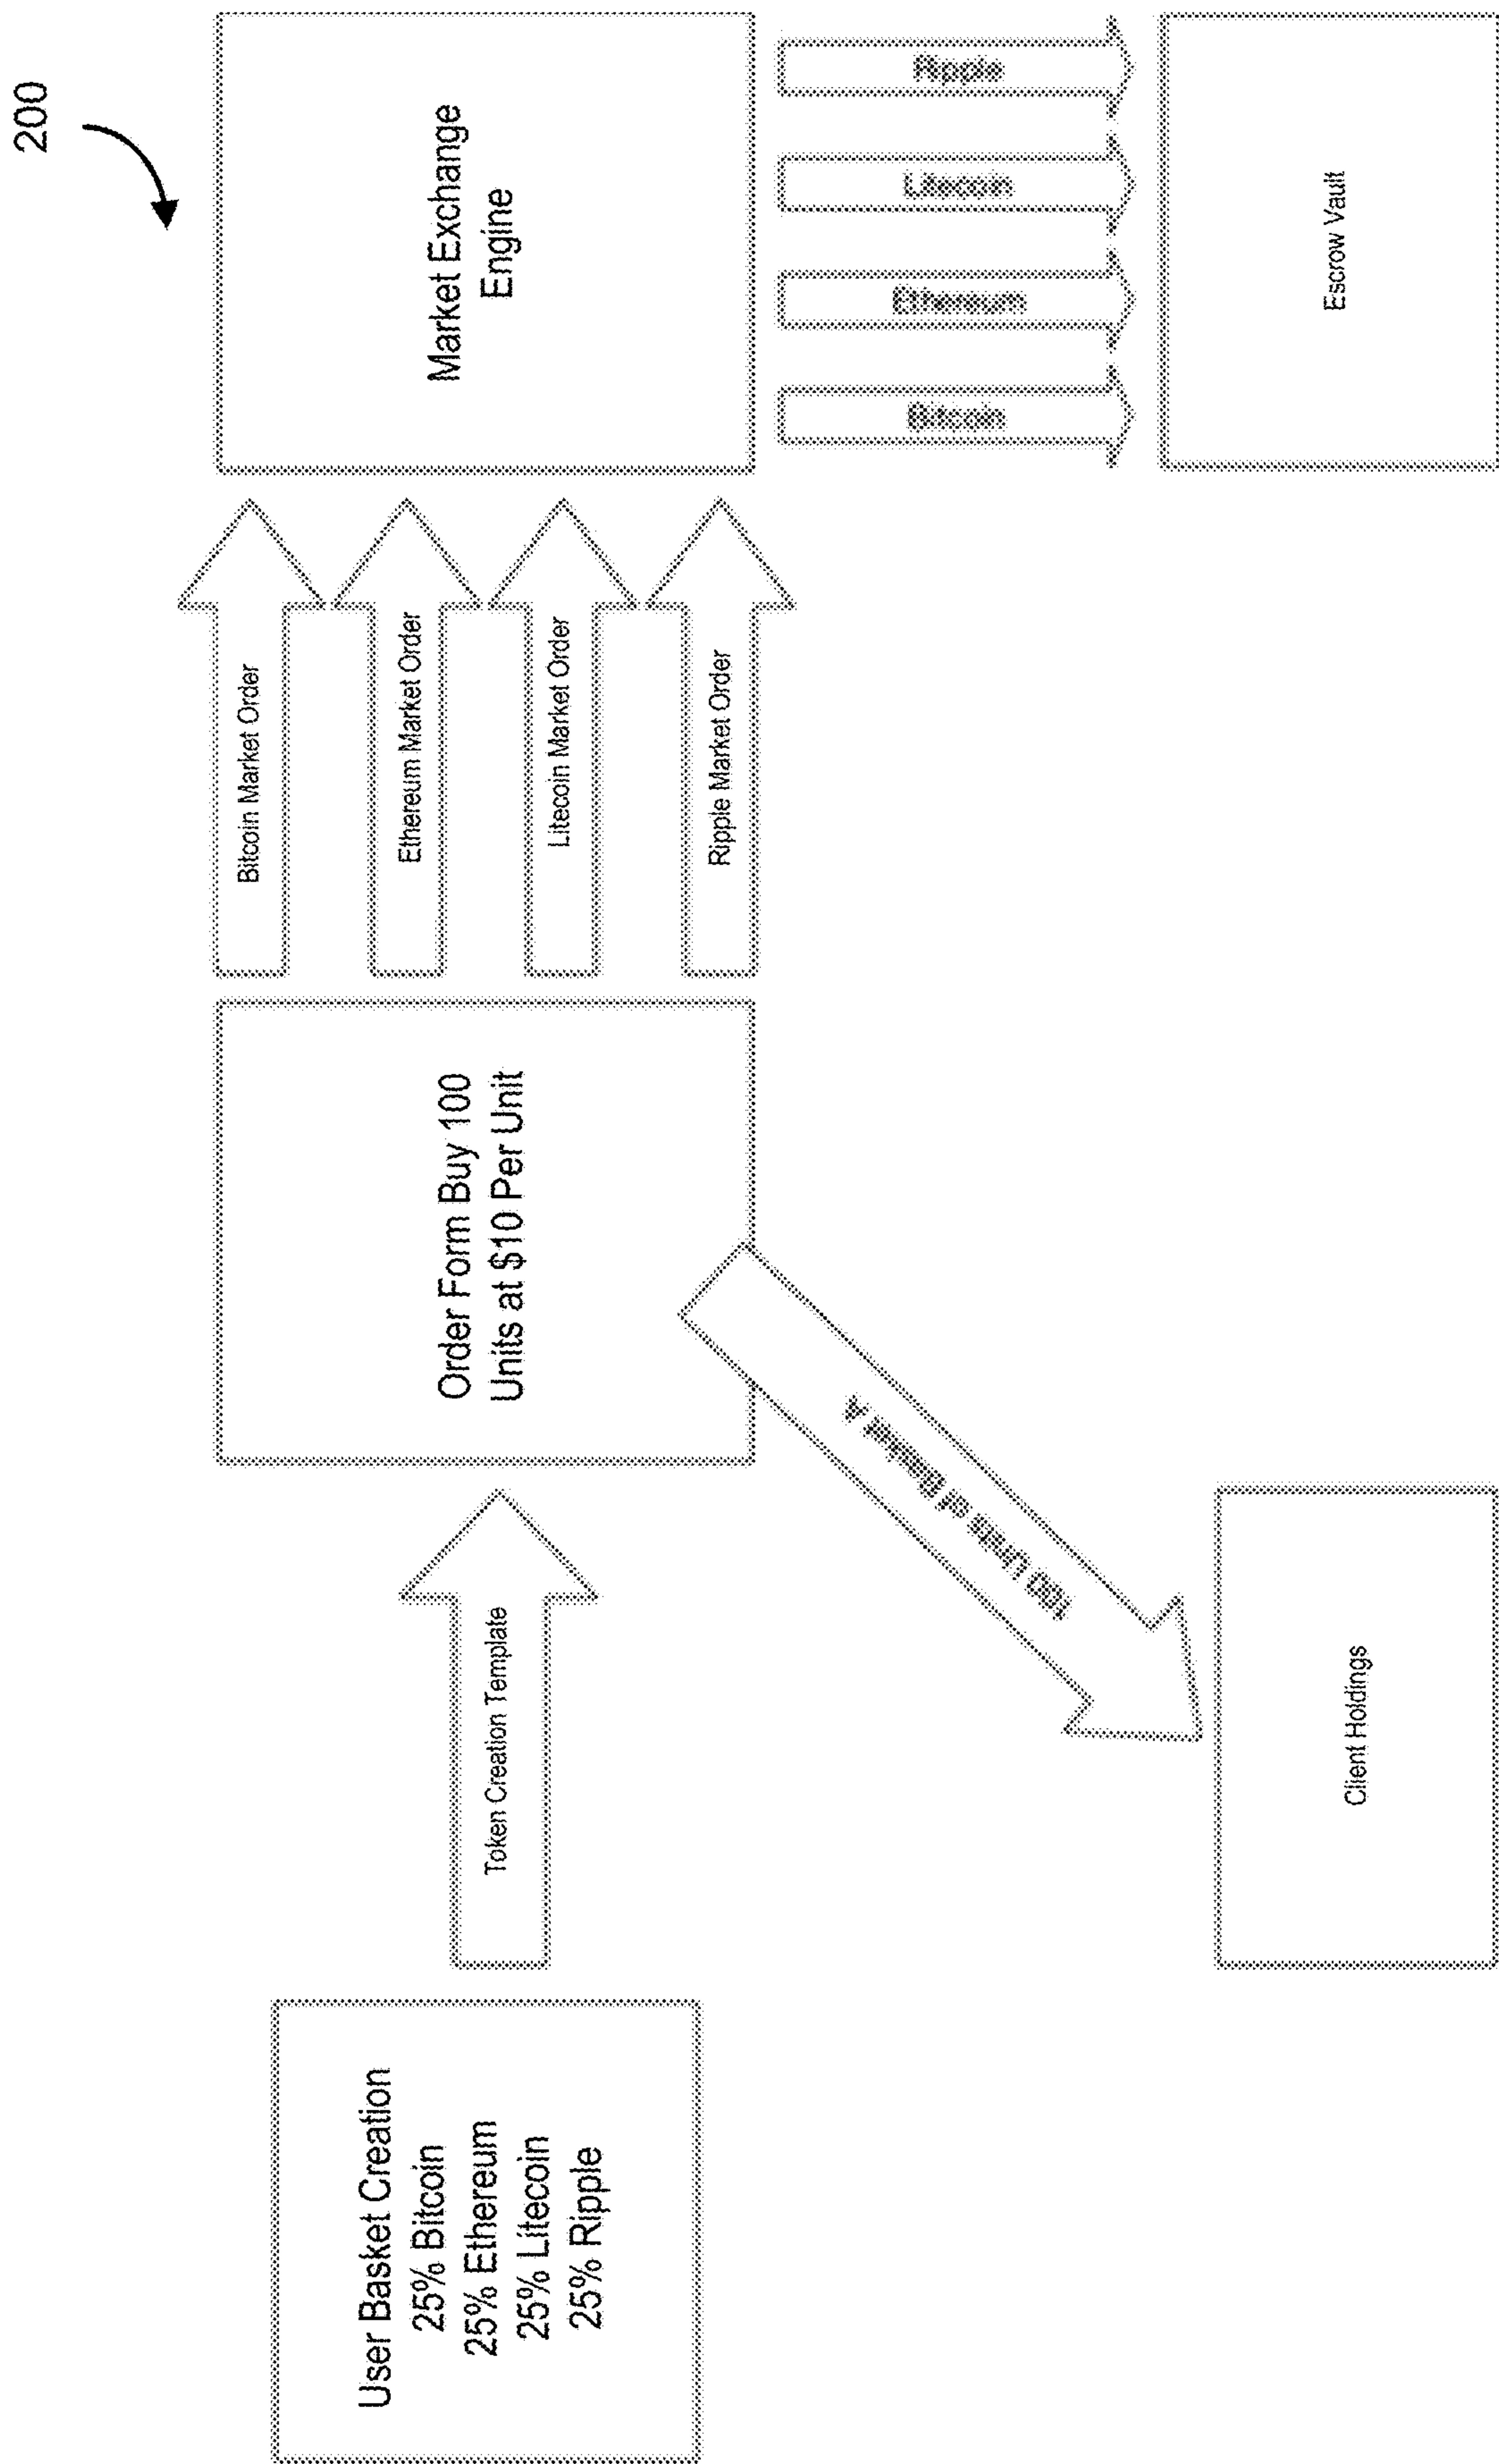 200
User Basket Creation
25% Bitcoin
25% Ethereum
25% Litecoin
25% Ripple
Token Creation Template
Order Form Buy 100
Units at $10 Per Unit
Bitcoin Market Order
Ethereum Market Order
Litecoin Market Order
Ripple Market Order
Market Exchange
Engine
Bitcoin
Ethereum
Litecoin
Ripple
Escrow Vault
100 Units of Basket A
Client Holdings